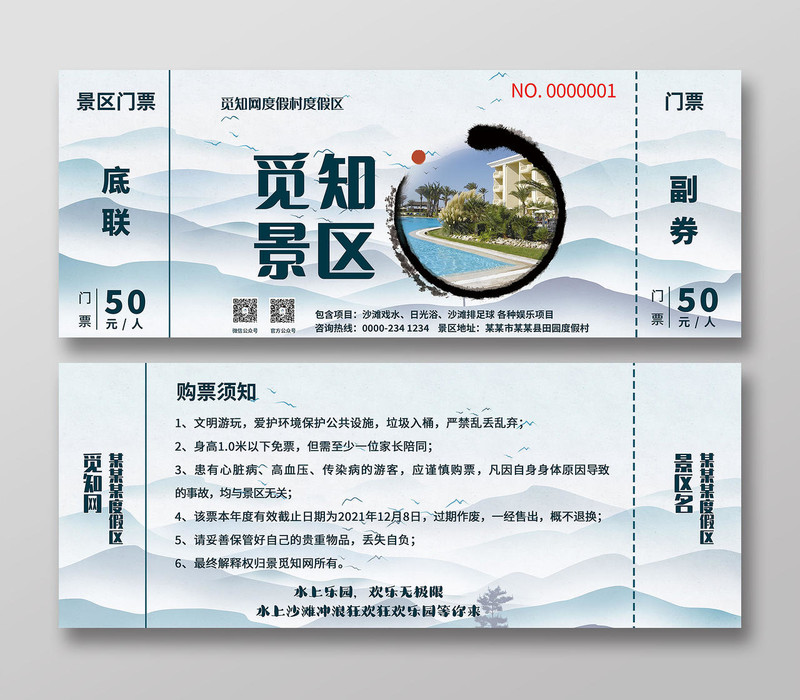 景区门票
底联
门票
50
元/人
觅知网度假村度假区
NO. 0000001
觅知
景区
微信公众号
官方公众号
包含项目：沙滩戏水、日光浴、沙滩排足球 各种娱乐项目
咨询热线：0000-234 1234 景区地址：某某市某某县田园度假村
门票
副券
门票
50
元/人
觅知网
某某某度假区
购票须知
1、文明游玩，爱护环境保护公共设施，垃圾入桶，严禁乱丢乱弃；
2、身高1.0米以下免票，但需至少一位家长陪同；
3、患有心脏病、高血压、传染病的游客，应谨慎购票，凡因自身身体原因导致
的事故，均与景区无关；
4、该票本年度有效截止日期为2021年12月8日，过期作废，一经售出，概不退换；
5、请妥善保管好自己的贵重物品，丢失自负；
6、最终解释权归景觅知网所有。
水上乐园，欢乐无极限
水上沙滩冲浪狂欢狂欢乐园等你来
景区名
某某某度假区